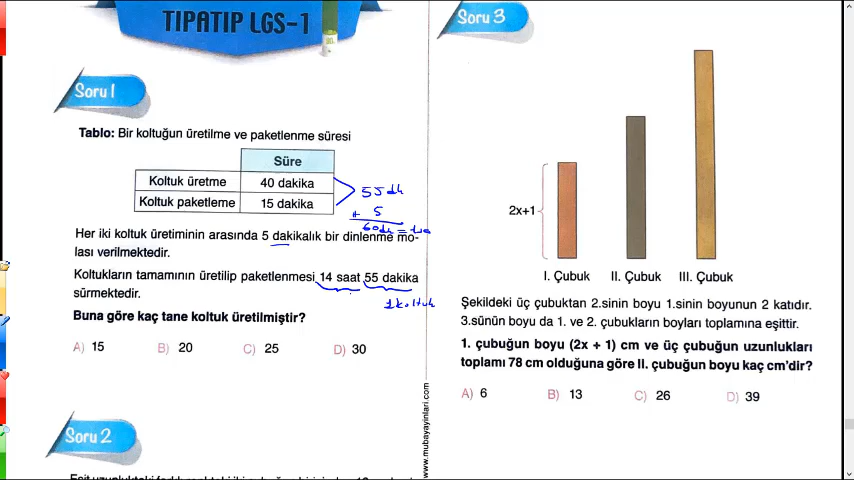 TIPATIP LGS-1
Soru 1
Tablo: Bir koltuğun üretilme ve paketlenme süresi
Süre
Koltuk üretme 40 dakika
Koltuk paketleme 15 dakika
55 dk
+ 5
60dk =
Her iki koltuk üretiminin arasında 5 dakikalık bir dinlenme mo-
lası verilmektedir.
Koltukların tamamının üretilip paketlenmesi 14 saat 55 dakika
sürmektedir.
1 koltuk
Buna göre kaç tane koltuk üretilmiştir?
A) 15 B) 20 C) 25 D) 30
Soru 2
www.mubayayinlari.com
Soru 3
2x+1
I. Çubuk II. Çubuk III. Çubuk
Şekildeki üç çubuktan 2.sinin boyu 1.sinin boyunun 2 katıdır.
3.sünün boyu da 1. ve 2. çubukların boyları toplamına eşittir.
1. çubuğun boyu (2x + 1) cm ve üç çubuğun uzunlukları
toplamı 78 cm olduğuna göre II. çubuğun boyu kaç cm'dir?
A) 6 B) 13 C) 26 D) 39